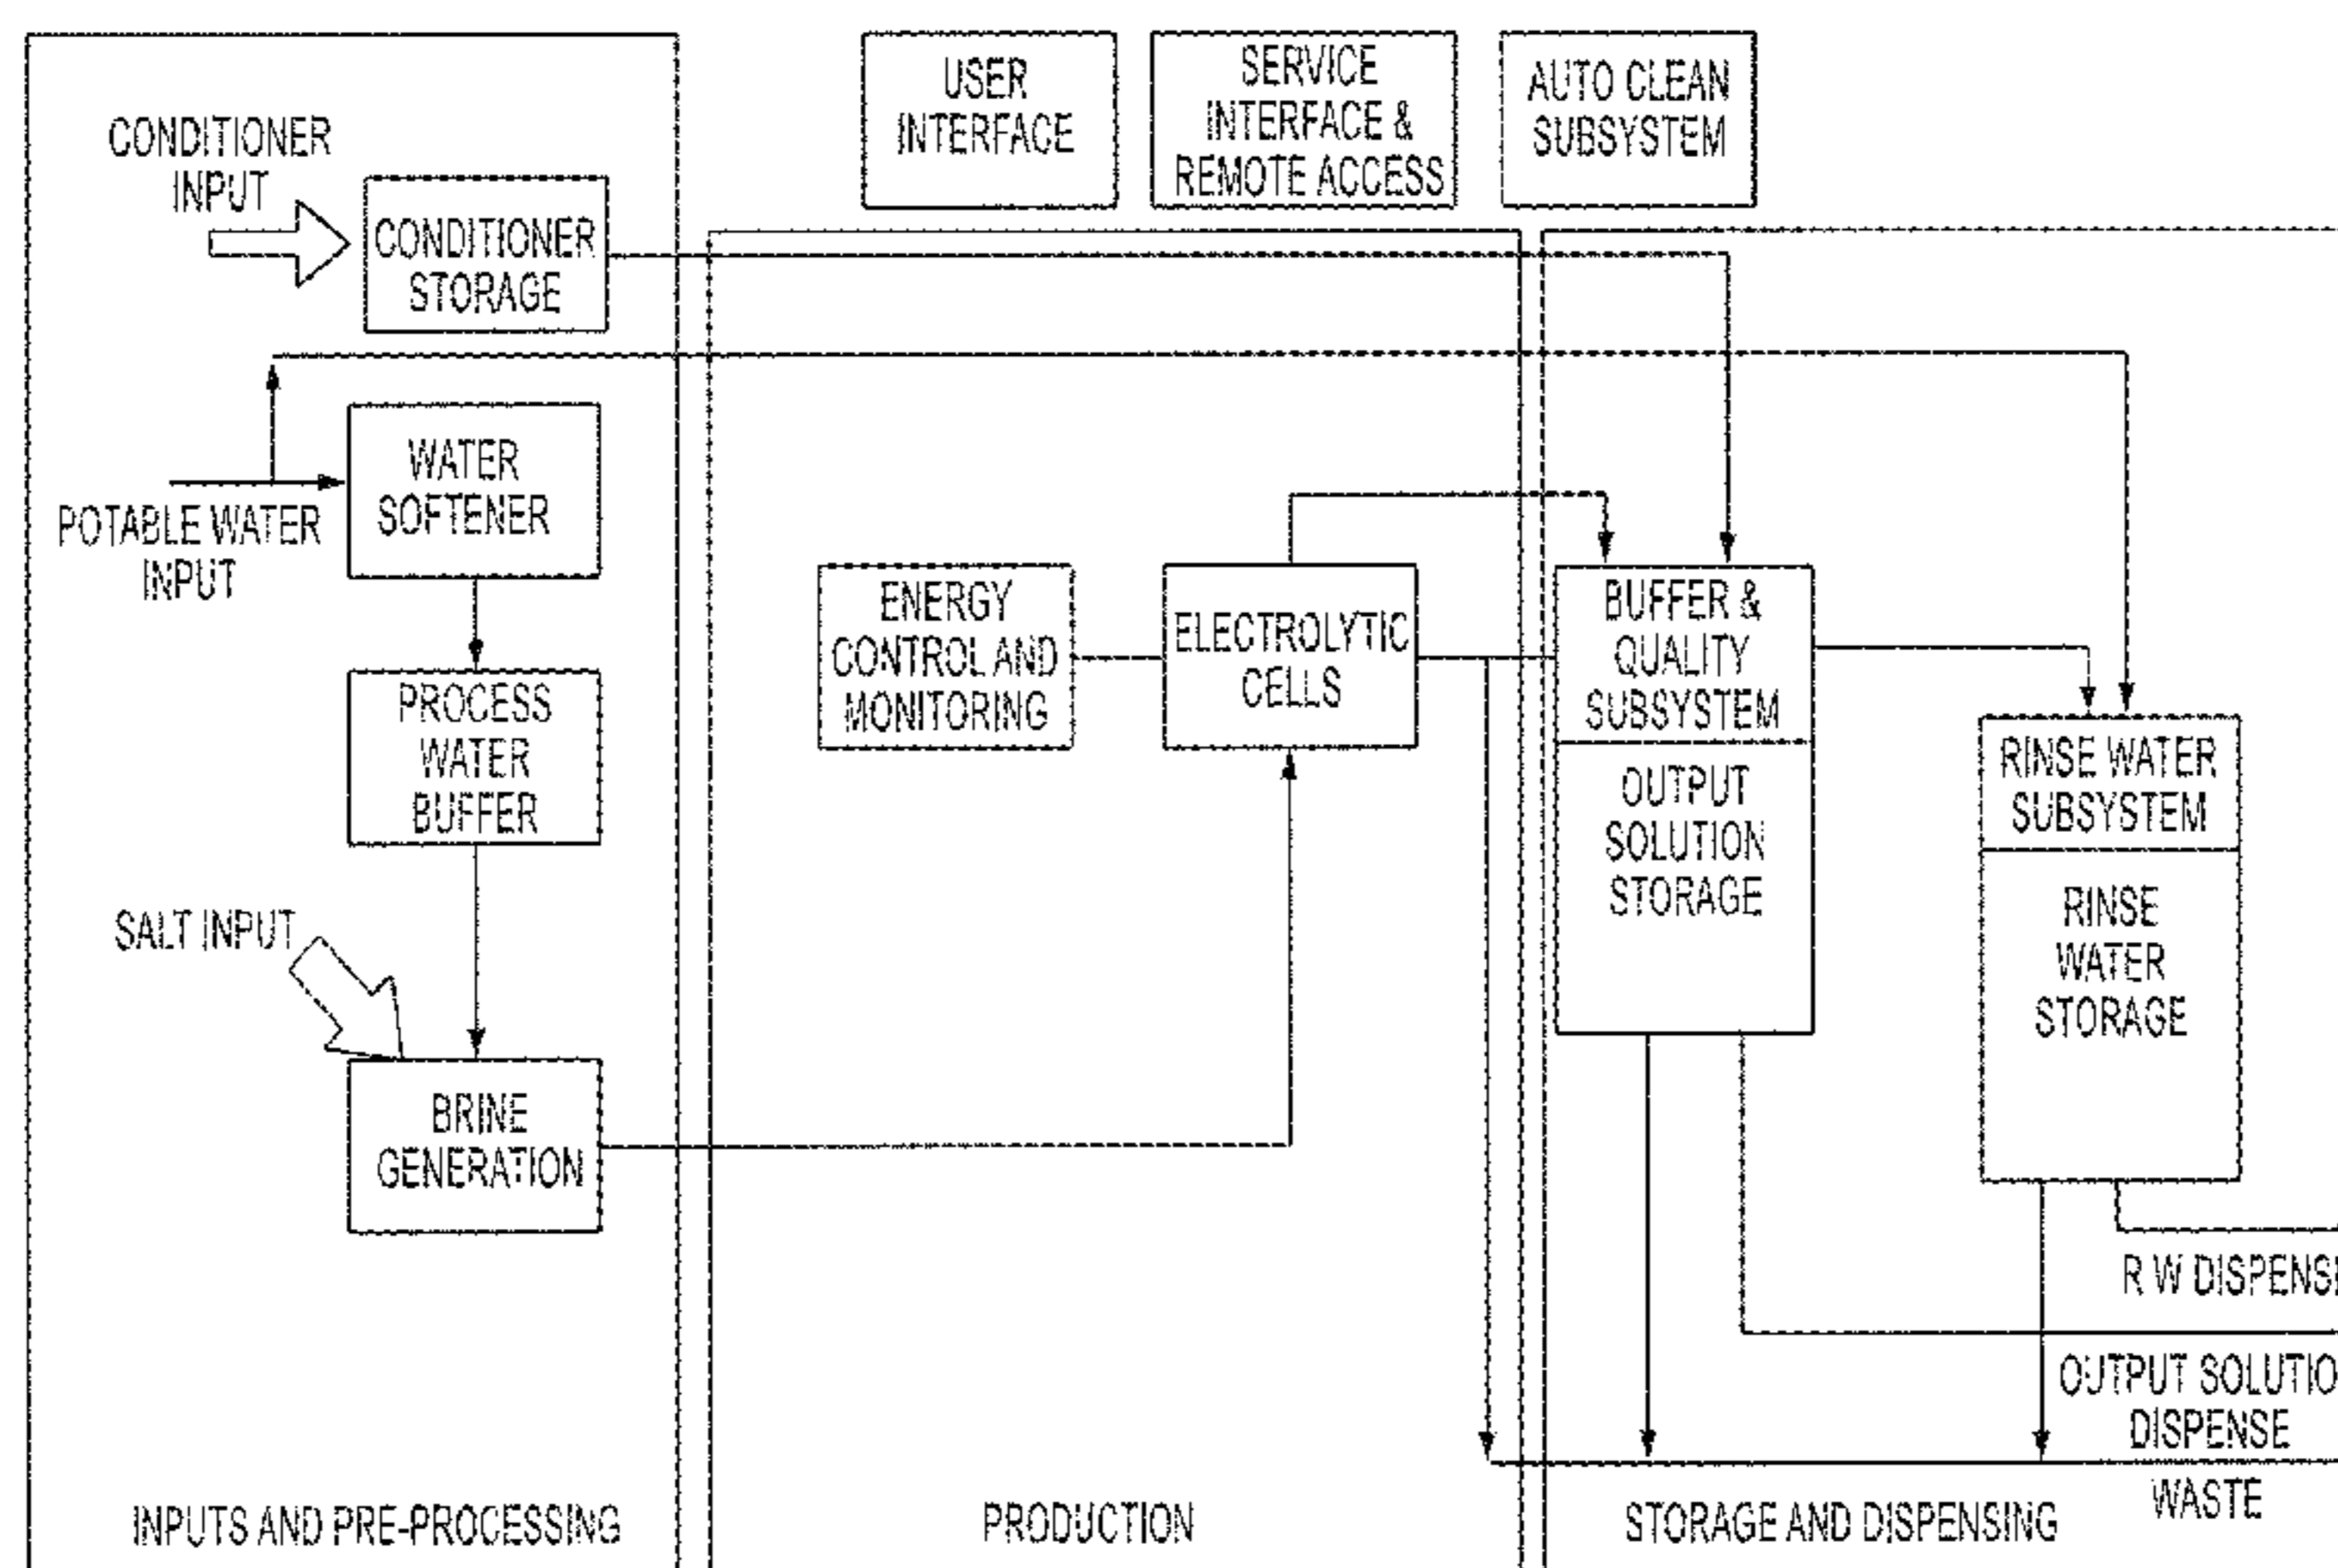 USER
INTERFACE
SERVICE
INTERFACE &
REMOTE ACCESS
AUTO CLEAN
SUBSYSTEM
CONDITIONER
INPUT
CONDITIONER
STORAGE
WATER
SOFTENER
POTABLE WATER
INPUT
PROCESS
WATER
BUFFER
SALT INPUT
BRINE
GENERATION
INPUTS AND PRE-PROCESSING
ENERGY
CONTROL AND
MONITORING
ELECTROLYTIC
CELLS
PRODUCTION
BUFFER &
QUALITY
SUBSYSTEM
OUTPUT
SOLUTION
STORAGE
RINSE WATER
SUBSYSTEM
RINSE
WATER
STORAGE
R W DISPENS
OUTPUT SOLUTIO
DISPENSE
WASTE
STORAGE AND DISPENSING